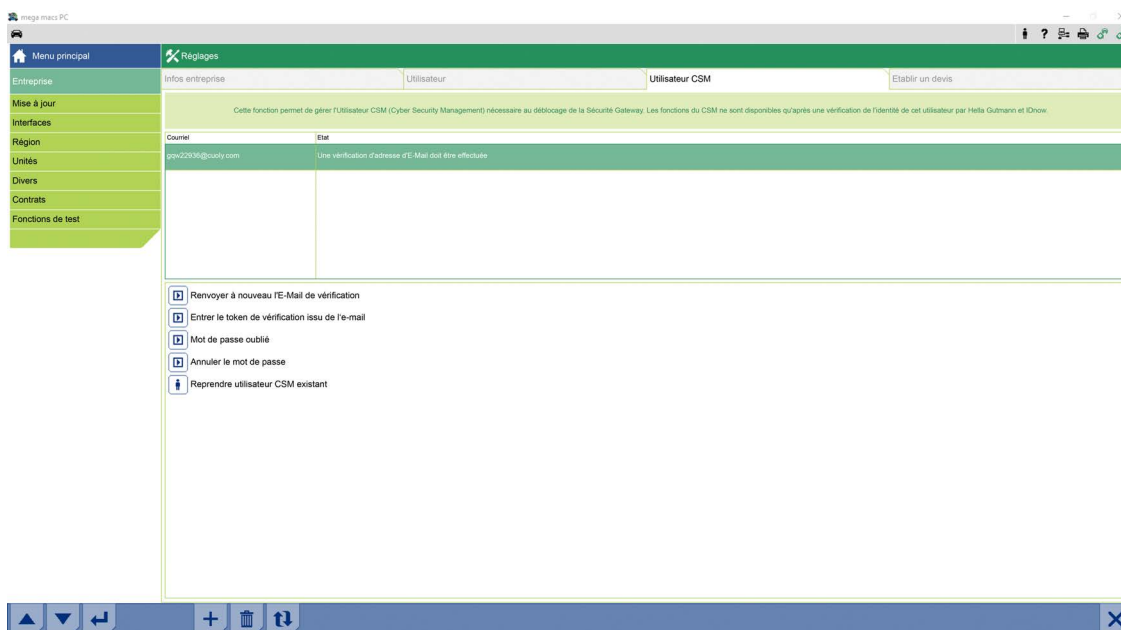 mega macs PC
?
Menu principal
Réglages
Entreprise
Infos entreprise
Utilisateur
Utilisateur CSM
Etablir un devis
Mise à jour
Interfaces
Région
Unités
Divers
Contrats
Fonctions de test
Cette fonction permet de gérer l'Utilisateur CSM (Cyber Security Management) nécessaire au déblocage de la Sécurité Gateway. Les fonctions du CSM ne sont disponibles qu'après une vérification de l'identité de cet utilisateur par Hella Gutmann et IDnow.
Courriel
Etat
gqw22936@cuoly.com
Une vérification d'adresse d'E-Mail doit être effectuée
Renvoyer à nouveau l'E-Mail de vérification
Entrer le token de vérification issu de l'e-mail
Mot de passe oublié
Annuler le mot de passe
Reprendre utilisateur CSM existant